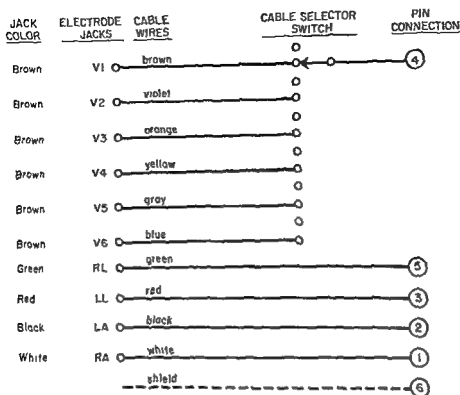 JACK COLOR ELECTRODE JACKS CABLE WIRES CABLE SELECTOR SWITCH PIN CONNECTION
Brown V1 brown 4
Brown V2 violet
Brown V3 orange
Brown V4 yellow
Brown V5 gray
Brown V6 blue
Green RL green 5
Red LL red 3
Black LA black 2
White RA white 1
shield 6